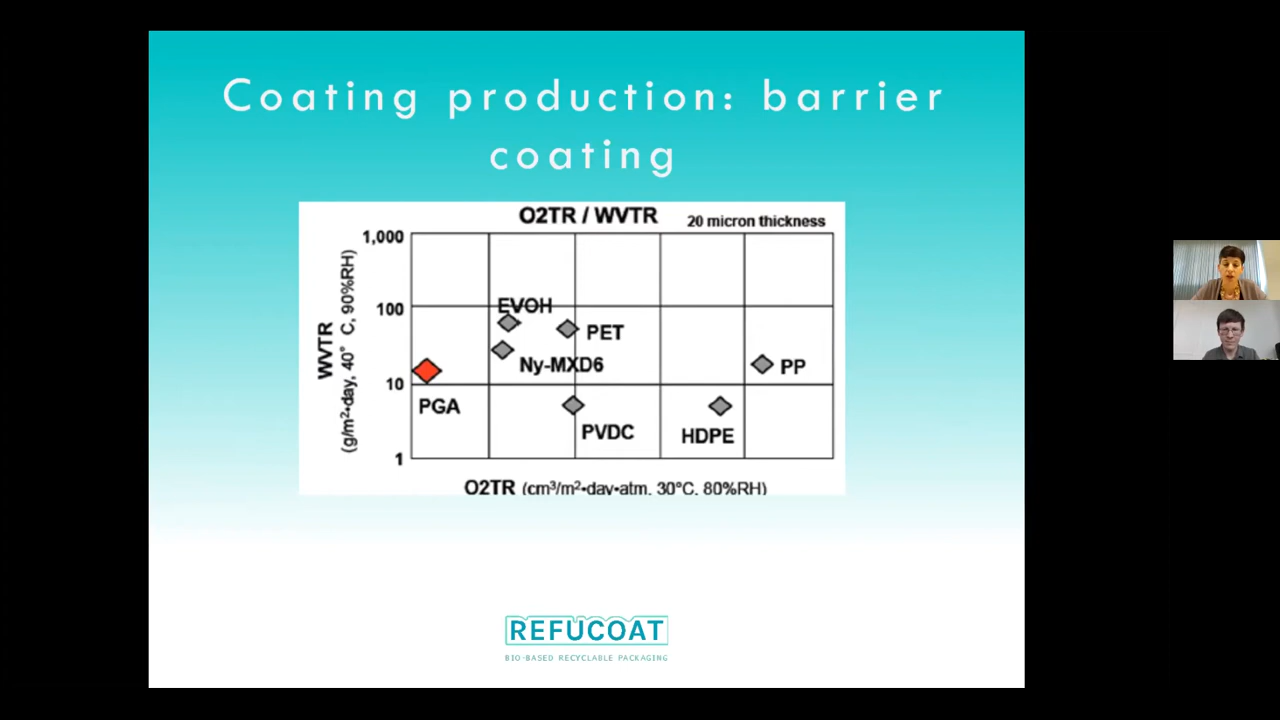 Coating production: barrier
coating
O2TR / WVTR
20 micron thickness
1,000
100
10
1
WVTR
(g/m²•day, 40° C, 90%RH)
EVOH
PET
Ny-MXD6
PP
PGA
PVDC
HDPE
O2TR (cm³/m²•day•atm, 30°C, 80%RH)
REFUCOAT
BIO-BASED RECYCLABLE PACKAGING